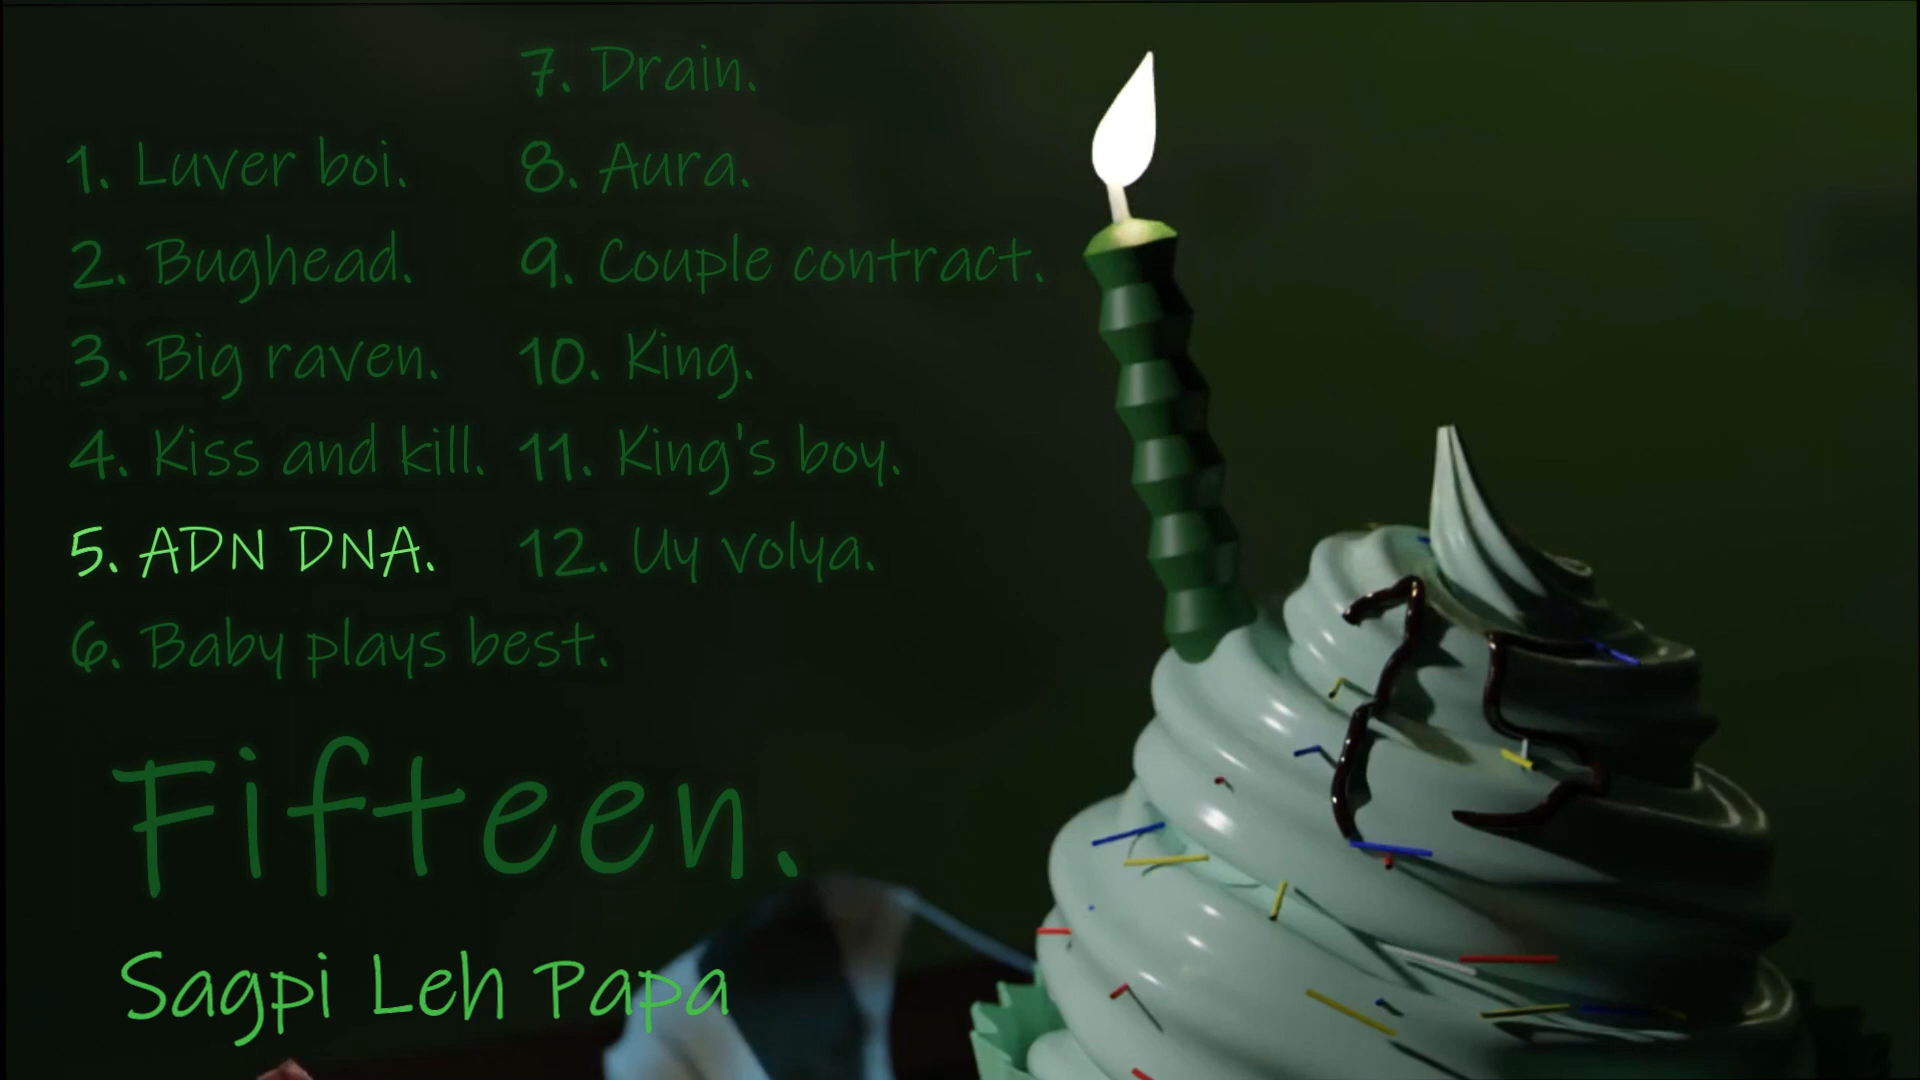 1. Luver boi.
2. Bughead.
3. Big raven.
4. Kiss and kill.
5. ADN DNA.
6. Baby plays best.
7. Drain.
8. Aura.
9. Couple contract.
10. King.
11. King's boy.
12. Uy volya.
Fifteen.
Sagpi Leh Papa
15